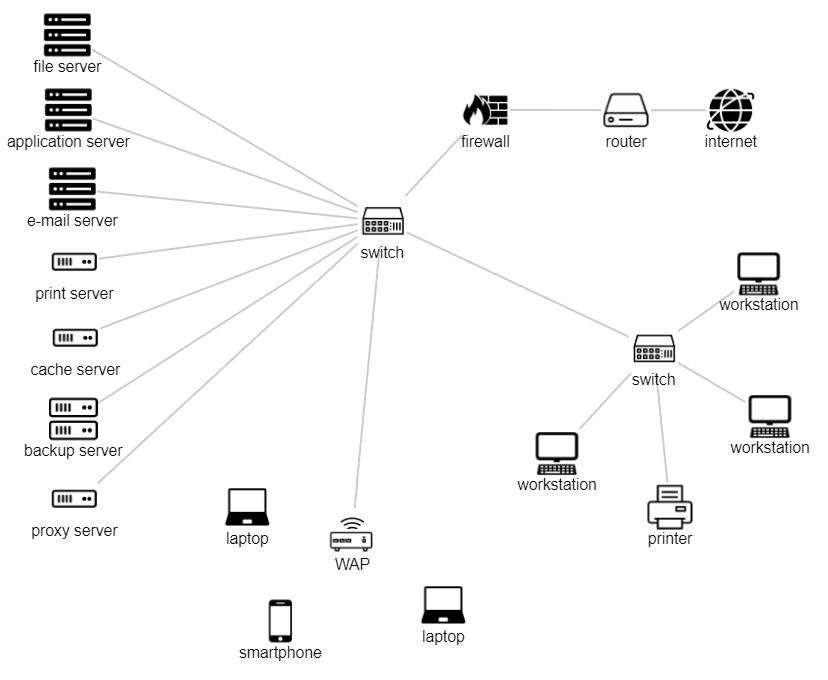 file server
application server
e-mail server
print server
cache server
backup server
proxy server
switch
firewall
router
internet
switch
workstation
workstation
workstation
printer
laptop
WAP
smartphone
laptop